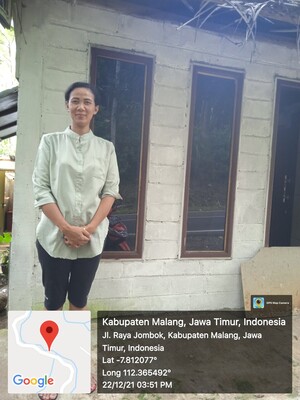 GPS Map Camera
Kabupaten Malang, Jawa Timur, Indonesia
Jl. Raya Jombok, Kabupaten Malang, Jawa
Timur, Indonesia
Lat -7.812077°
Long 112.365492°
22/12/21 03:51 PM
Google